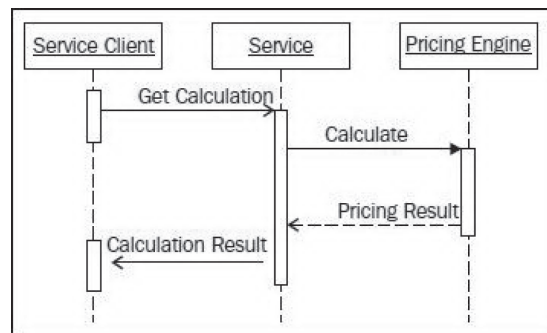 Service Client
Service
Pricing Engine
Get Calculation
Calculate
Pricing Result
Calculation Result